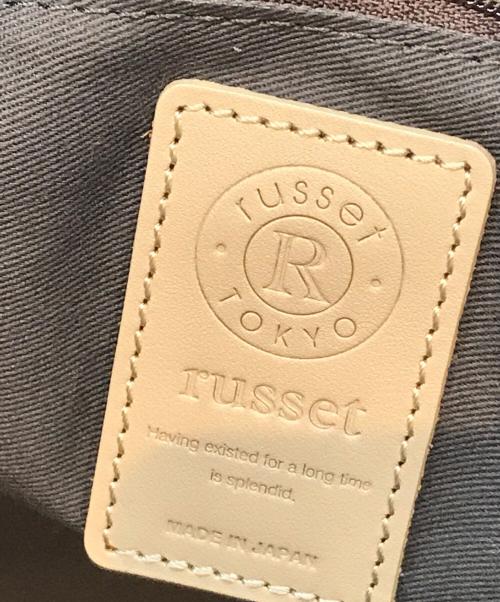 russet
R
TOKYO
russet
Having existed for a long time
is splendid.
MADE IN JAPAN